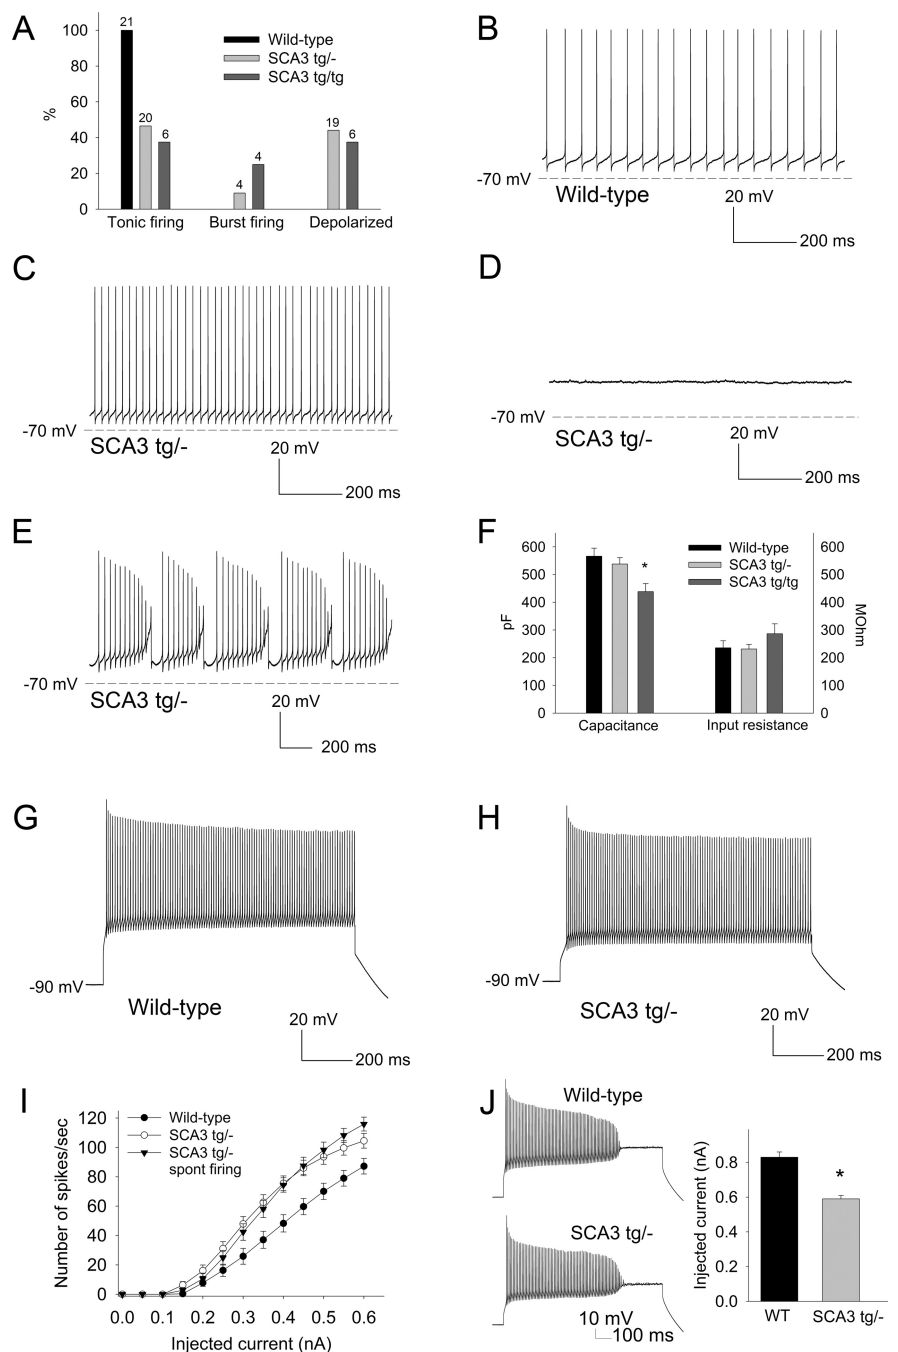 A
%
100
80
60
40
20
0
21
20
6
4
4
19
6
Wild-type
SCA3 tg/-
SCA3 tg/tg
Tonic firing
Burst firing
Depolarized
B
-70 mV
Wild-type
20 mV
200 ms
C
-70 mV
SCA3 tg/-
20 mV
200 ms
D
-70 mV
SCA3 tg/-
20 mV
200 ms
E
-70 mV
SCA3 tg/-
20 mV
200 ms
F
pF
600
500
400
300
200
100
0
*
Wild-type
SCA3 tg/-
SCA3 tg/tg
600
500
400
300
200
100
0
MOhm
Capacitance
Input resistance
G
-90 mV
Wild-type
20 mV
200 ms
H
-90 mV
SCA3 tg/-
20 mV
200 ms
I
Number of spikes/sec
120
100
80
60
40
20
0
Wild-type
SCA3 tg/-
SCA3 tg/-
spont firing
0.0 0.1 0.2 0.3 0.4 0.5 0.6
Injected current (nA)
J
Wild-type
SCA3 tg/-
10 mV
100 ms
Injected current (nA)
0.8
0.6
0.4
0.2
0.0
*
WT
SCA3 tg/-